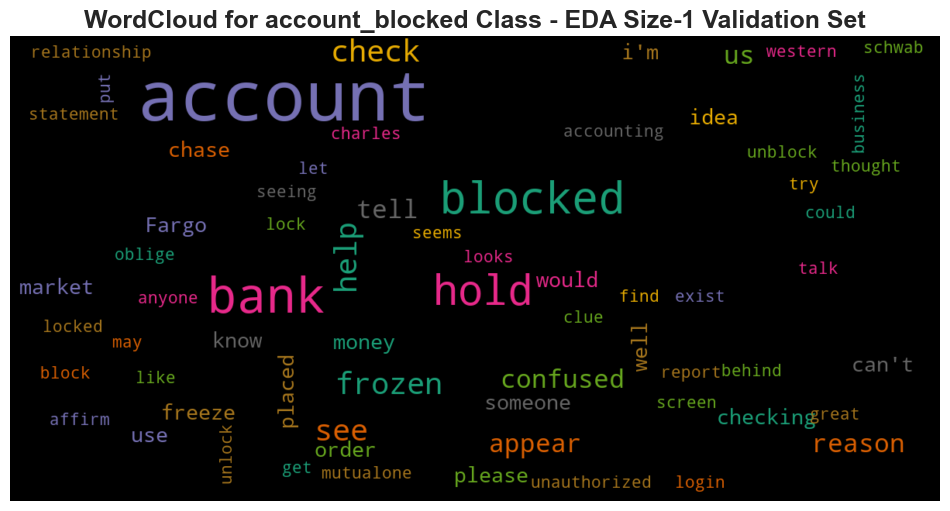 WordCloud for account_blocked Class - EDA Size-1 Validation Set
relationship
check
i'm
us
western
schwab
put
account
statement
charles
accounting
idea
business
chase
unblock
thought
let
seeing
tell
blocked
try
could
Fargo
lock
help
seems
oblige
looks
talk
market
anyone
bank
hold
would
find
exist
clue
locked
may
know
money
well
block
like
placed
frozen
confused
report
behind
can't
affirm
freeze
someone
screen
checking
great
use
unlock
see
order
appear
reason
get
mutualone
please
unauthorized
login